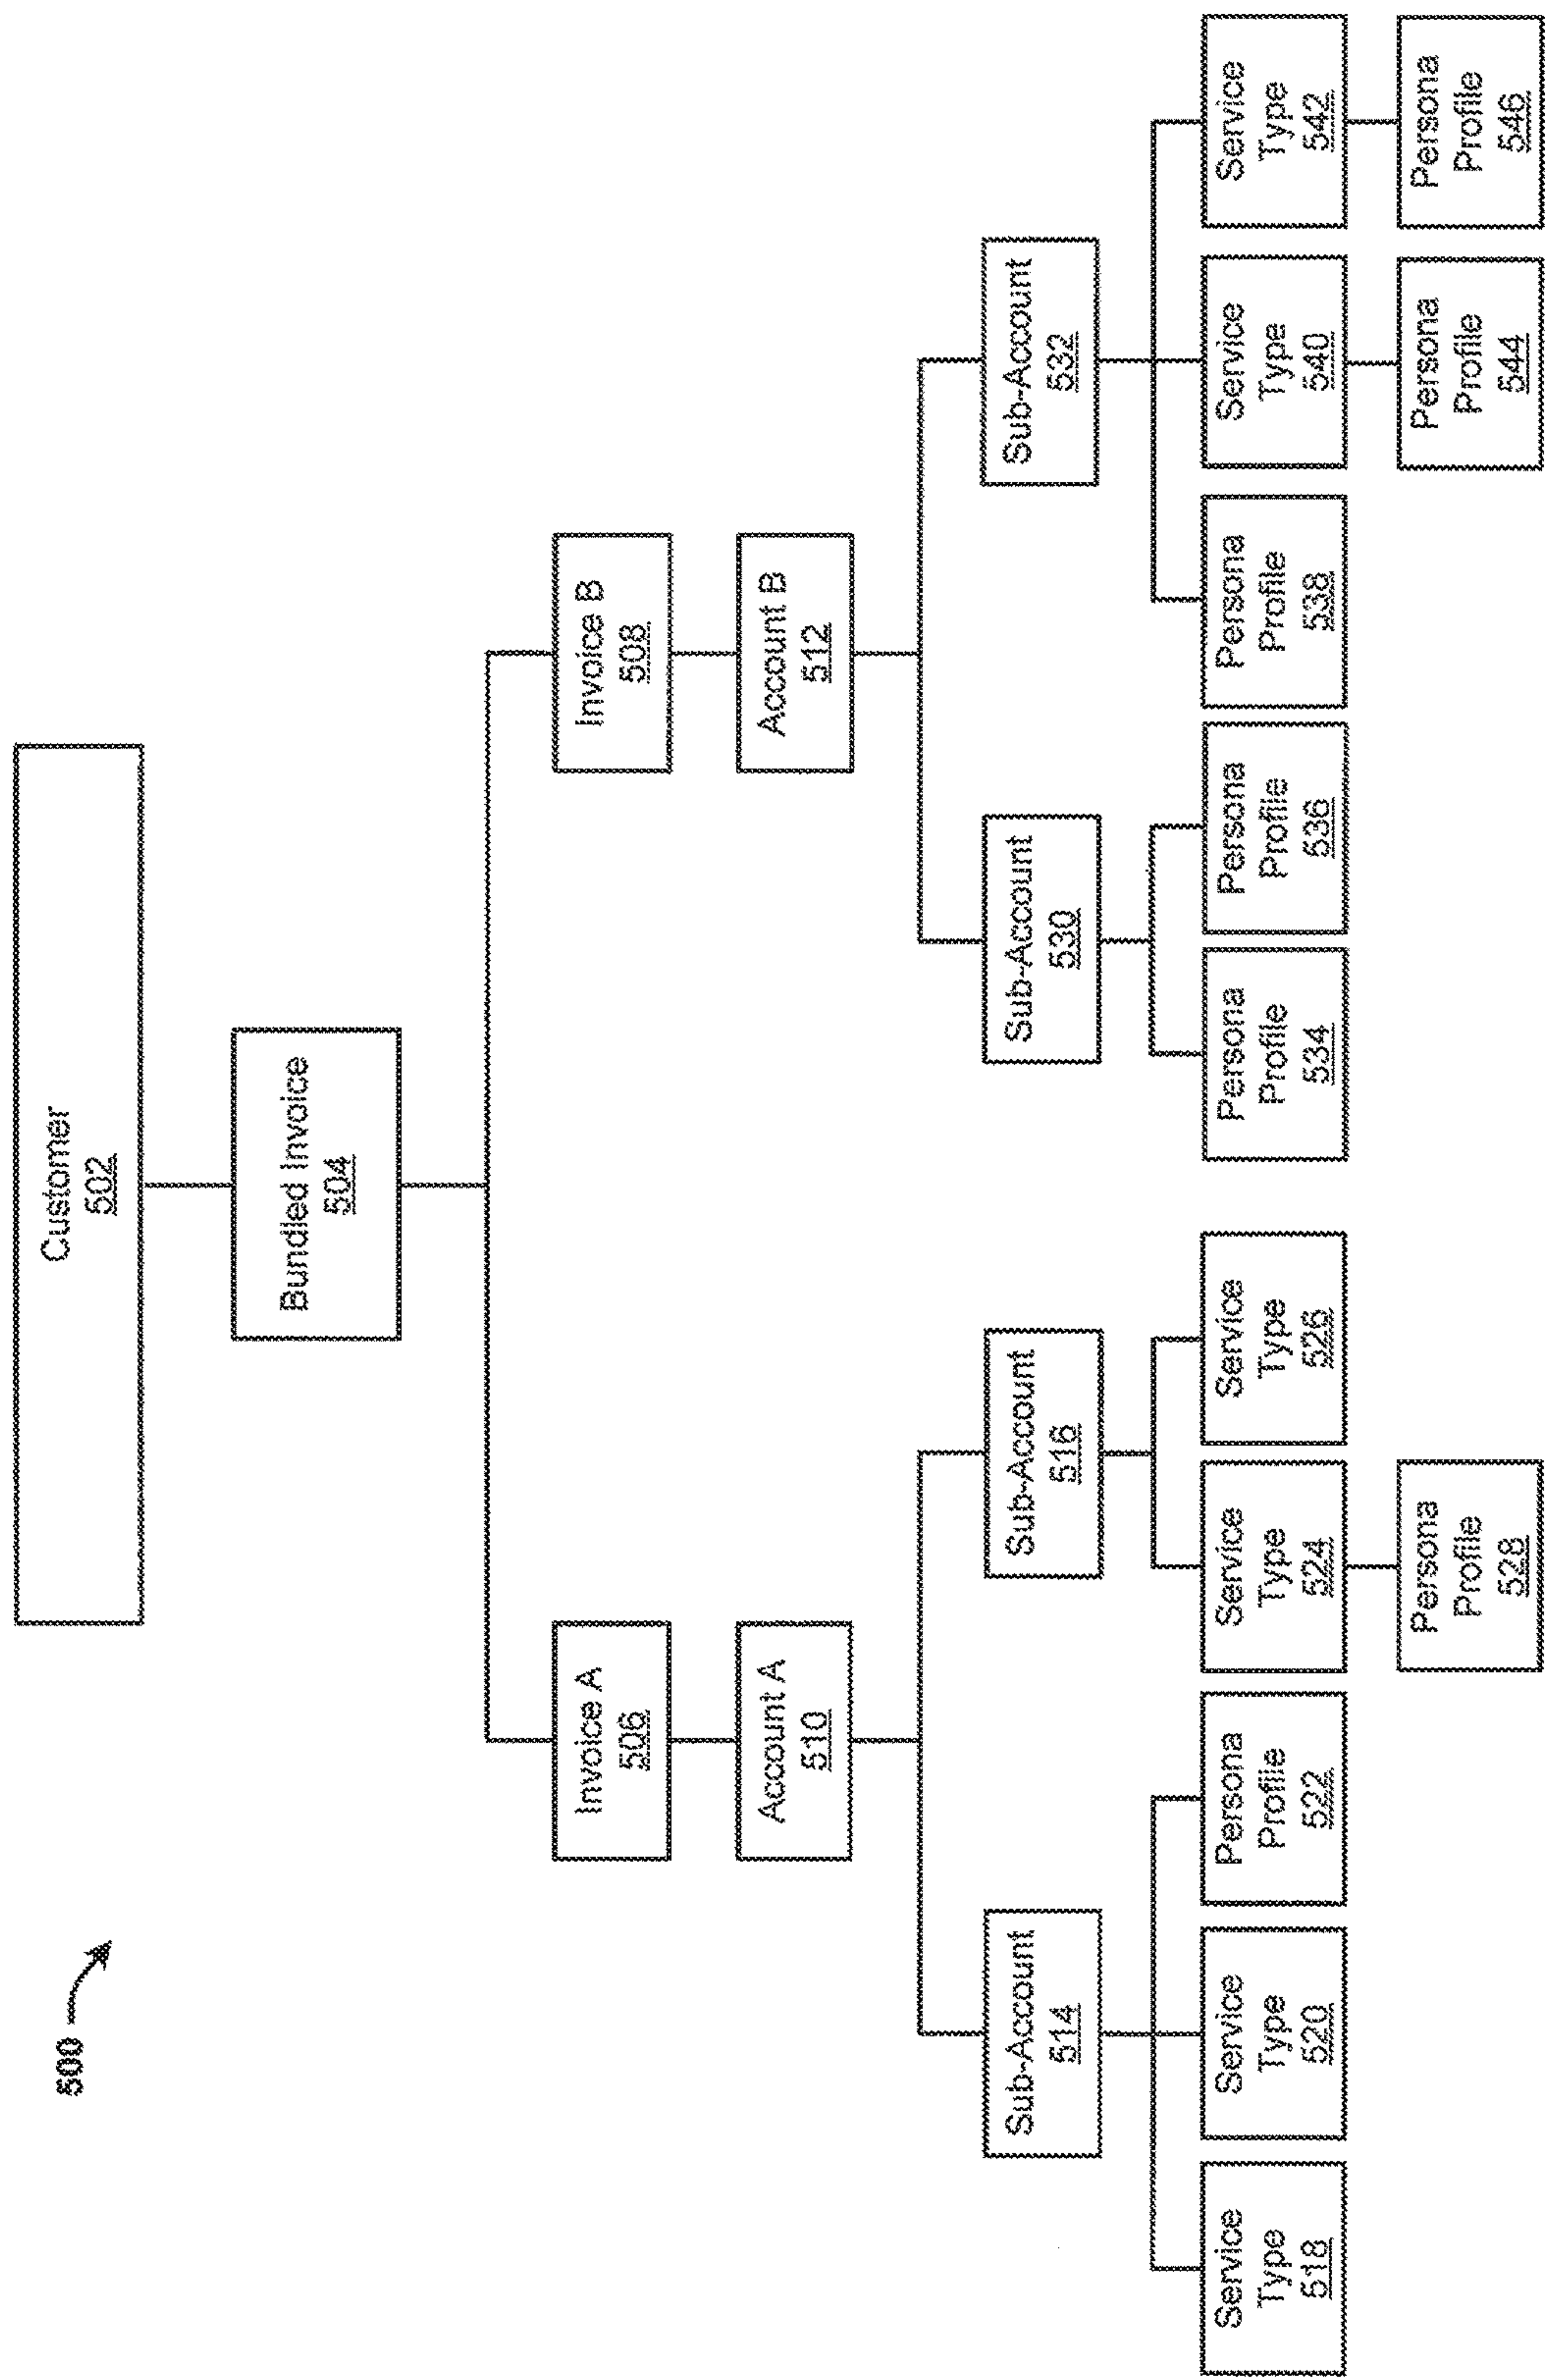 500
Customer
502
Bundled Invoice
504
Invoice A
506
Invoice B
508
Account A
510
Account B
512
Sub-Account
514
Sub-Account
516
Sub-Account
530
Sub-Account
532
Service
Type
518
Service
Type
520
Persona
Profile
522
Service
Type
524
Service
Type
526
Persona
Profile
534
Persona
Profile
536
Persona
Profile
538
Service
Type
540
Service
Type
542
Persona
Profile
528
Persona
Profile
544
Persona
Profile
546